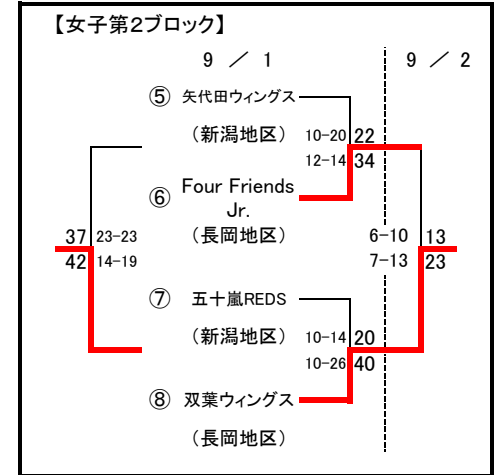 【女子第2ブロック】
9 ／ 1
9 ／ 2
⑤ 矢代田ウィングス
（新潟地区） 10-20 22
12-14 34
⑥ Four Friends
Jr.
（長岡地区）
37 23-23
42 14-19
6-10 13
7-13 23
⑦ 五十嵐REDS
（新潟地区） 10-14 20
10-26 40
⑧ 双葉ウィングス
（長岡地区）